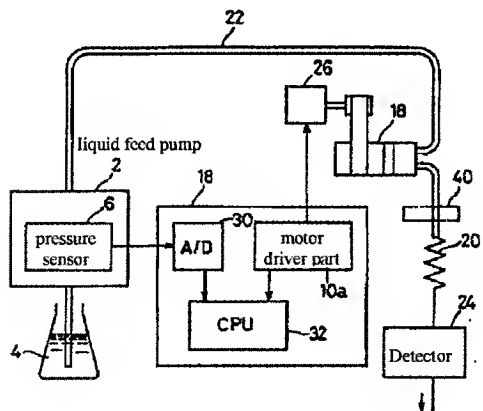 22
26
18
liquid feed pump
2
40
6
18
30
20
pressure
sensor
A/D
motor
driver part
10a
24
CPU
32
4
Detector